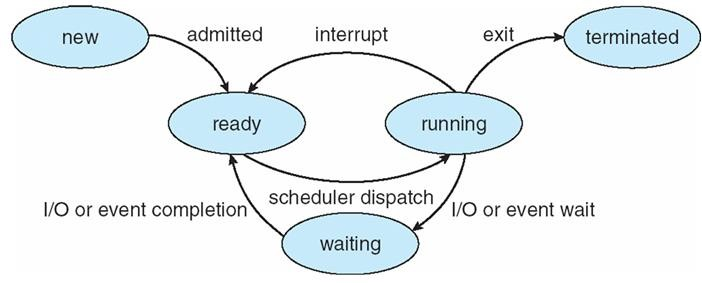 new
admitted
interrupt
exit
terminated
ready
running
scheduler dispatch
I/O or event completion
I/O or event wait
waiting